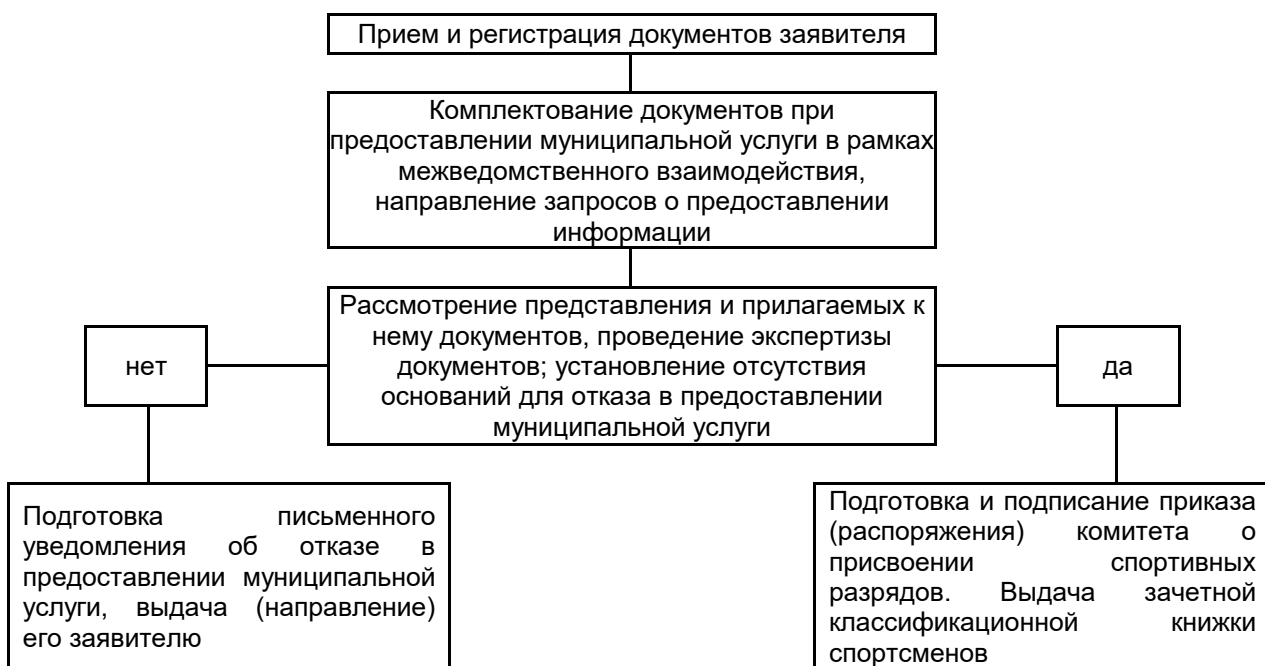 Прием и регистрация документов заявителя
Комплектование документов при
предоставлении муниципальной услуги в рамках
межведомственного взаимодействия,
направление запросов о предоставлении
информации
Рассмотрение представления и прилагаемых к
нему документов, проведение экспертизы
документов; установление отсутствия
оснований для отказа в предоставлении
муниципальной услуги
нет
да
Подготовка письменного
уведомления об отказе в
предоставлении муниципальной
услуги, выдача (направление)
его заявителю
Подготовка и подписание приказа
(распоряжения) комитета о
присвоении спортивных
разрядов. Выдача зачетной
классификационной книжки
спортсменов